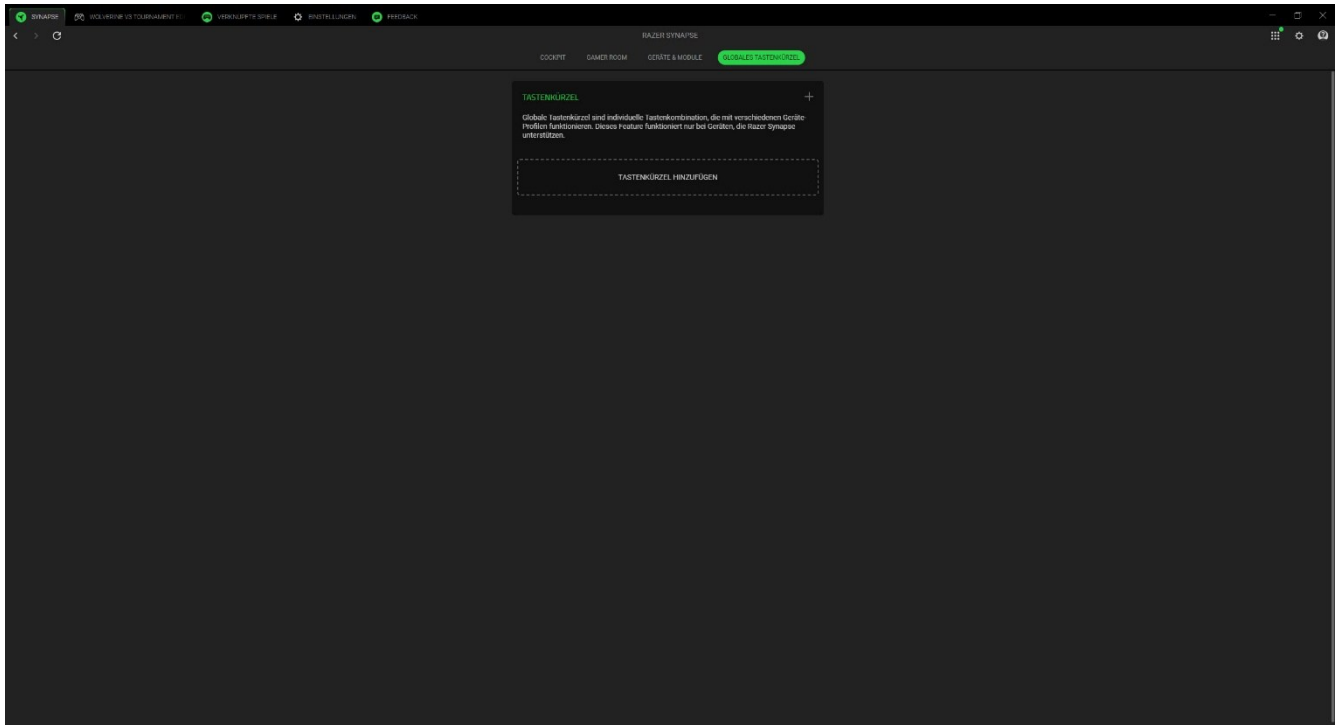 SYNAPSE
WOLVERINE V3 TOURNAMENT
VERKNÜPFTE SPIELE
EINSTELLUNGEN
FEEDBACK
RAZER SYNAPSE
COCKPIT
GAMER ROOM
GERÄTE & MODULE
GLOBALES TASTENKÜRZEL
TASTENKÜRZEL
Globale Tastenkürzel sind individuelle Tastenkombination, die mit verschiedenen Geräte-
Profilen funktionieren. Dieses Feature funktioniert nur bei Geräten, die Razer Synapse
unterstützen.
TASTENKÜRZEL HINZUFÜGEN